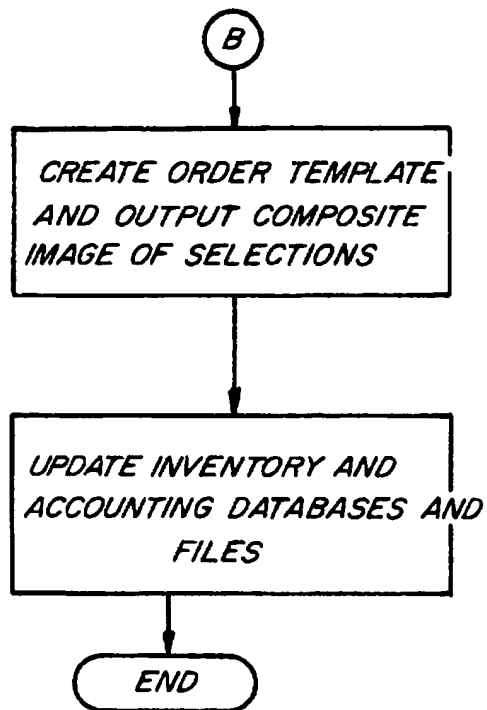 B
CREATE ORDER TEMPLATE
AND OUTPUT COMPOSITE
IMAGE OF SELECTIONS
UPDATE INVENTORY AND
ACCOUNTING DATABASES AND
FILES
END